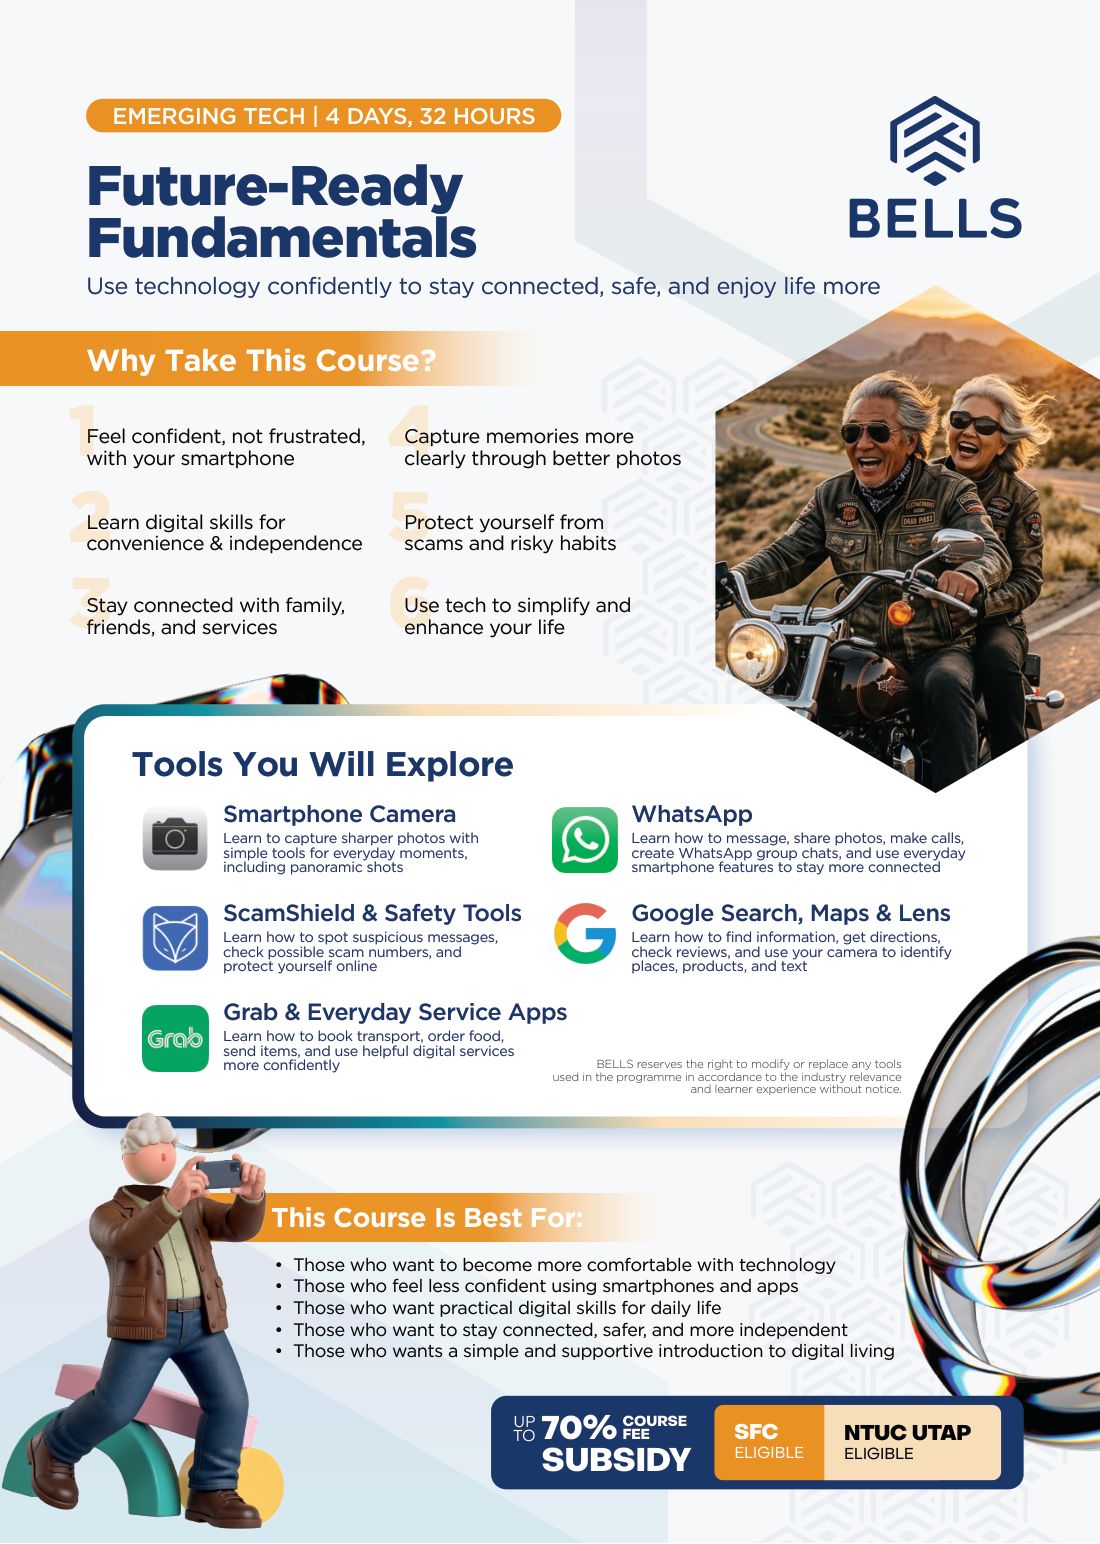 EMERGING TECH | 4 DAYS, 32 HOURS
BELLS
Future-Ready
Fundamentals
Use technology confidently to stay connected, safe, and enjoy life more
Why Take This Course?
1
Feel confident, not frustrated,
with your smartphone
2
Learn digital skills for
convenience & independence
3
Stay connected with family,
friends, and services
4
Capture memories more
clearly through better photos
5
Protect yourself from
scams and risky habits
6
Use tech to simplify and
enhance your life
Tools You Will Explore
Smartphone Camera
Learn to capture sharper photos with
simple tools for everyday moments,
including panoramic shots
WhatsApp
Learn how to message, share photos, make calls,
create WhatsApp group chats, and use everyday
smartphone features to stay more connected
ScamShield & Safety Tools
Learn how to spot suspicious messages,
check possible scam numbers, and
protect yourself online
G
Google Search, Maps & Lens
Learn how to find information, get directions,
check reviews, and use your camera to identify
places, products, and text
Grab
Grab & Everyday Service Apps
Learn how to book transport, order food,
send items, and use helpful digital services
more confidently
BELLS reserves the right to modify or replace any tools
used in the programme in accordance to the industry relevance
and learner experience without notice.
This Course Is Best For:
• Those who want to become more comfortable with technology
• Those who feel less confident using smartphones and apps
• Those who want practical digital skills for daily life
• Those who want to stay connected, safer, and more independent
• Those who wants a simple and supportive introduction to digital living
UP TO 70% COURSE FEE
SUBSIDY
SFC
ELIGIBLE
NTUC UTAP
ELIGIBLE